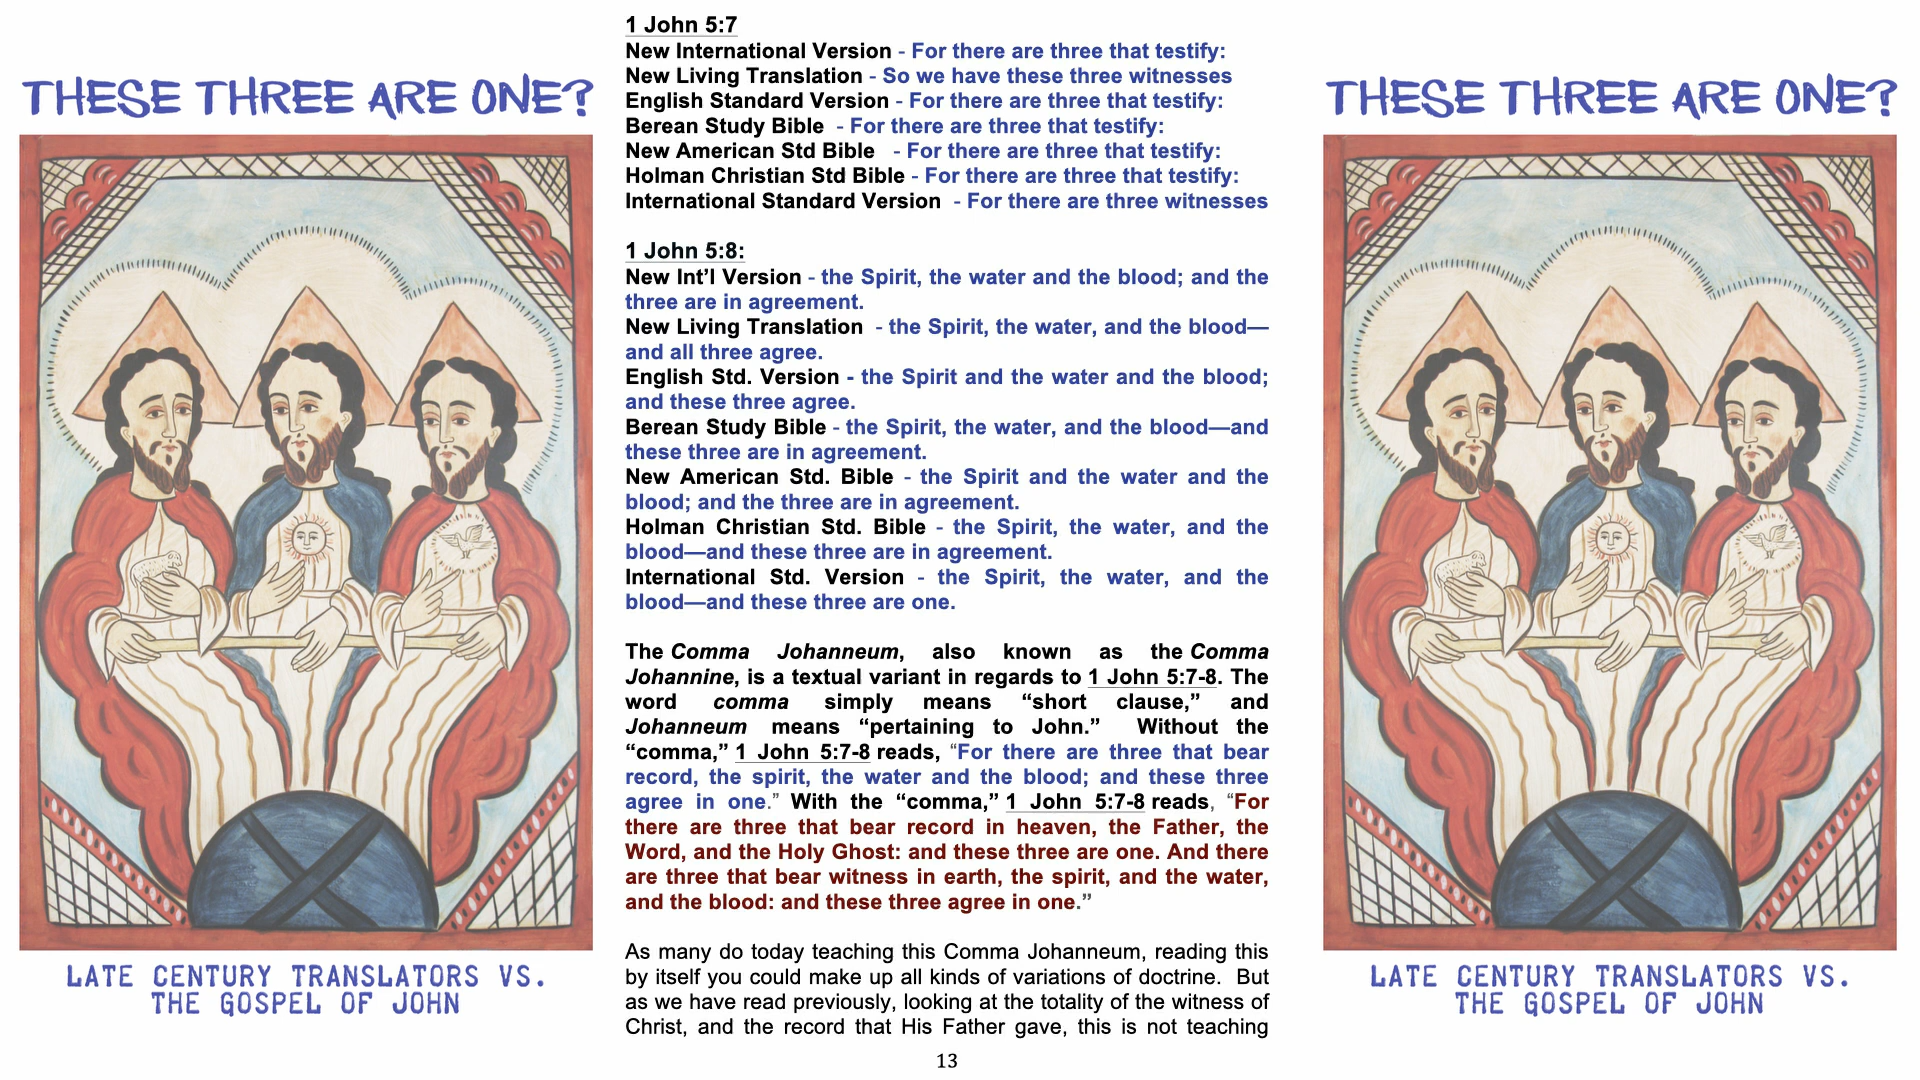 THESE THREE ARE ONE?
LATE CENTURY TRANSLATORS VS.
THE GOSPEL OF JOHN
1 John 5:7
New International Version - For there are three that testify:
New Living Translation - So we have these three witnesses
English Standard Version - For there are three that testify:
Berean Study Bible - For there are three that testify:
New American Std Bible - For there are three that testify:
Holman Christian Std Bible - For there are three that testify:
International Standard Version - For there are three witnesses
1 John 5:8:
New Int’l Version - the Spirit, the water and the blood; and the
three are in agreement.
New Living Translation - the Spirit, the water, and the blood—
and all three agree.
English Std. Version - the Spirit and the water and the blood;
and these three agree.
Berean Study Bible - the Spirit, the water, and the blood—and
these three are in agreement.
New American Std. Bible - the Spirit and the water and the
blood; and the three are in agreement.
Holman Christian Std. Bible - the Spirit, the water, and the
blood—and these three are in agreement.
International Std. Version - the Spirit, the water, and the
blood—and these three are one.
The Comma Johanneum, also known as the Comma
Johannine, is a textual variant in regards to 1 John 5:7-8. The
word comma simply means “short clause,” and
Johanneum means “pertaining to John.” Without the
“comma,” 1 John 5:7-8 reads, “For there are three that bear
record, the spirit, the water and the blood; and these three
agree in one.” With the “comma,” 1 John 5:7-8 reads, “For
there are three that bear record in heaven, the Father, the
Word, and the Holy Ghost: and these three are one. And there
are three that bear witness in earth, the spirit, and the water,
and the blood: and these three agree in one.”
As many do today teaching this Comma Johanneum, reading this
by itself you could make up all kinds of variations of doctrine. But
as we have read previously, looking at the totality of the witness of
Christ, and the record that His Father gave, this is not teaching
13
THESE THREE ARE ONE?
LATE CENTURY TRANSLATORS VS.
THE GOSPEL OF JOHN